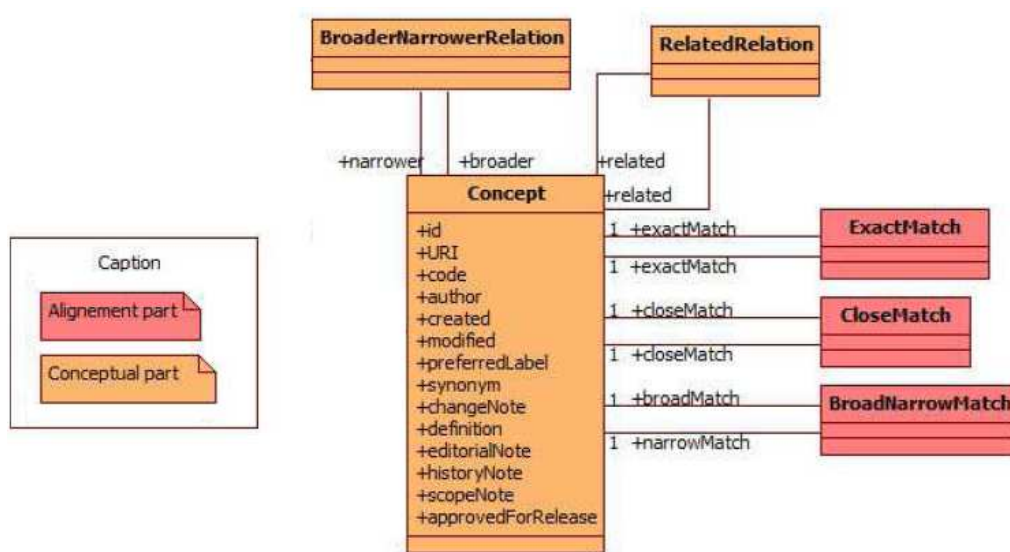 BroaderNarrowerRelation
RelatedRelation
+narrower
+broader
+related
+related
Concept
+id
+URI
+code
+author
+created
+modified
+preferredLabel
+synonym
+changeNote
+definition
+editorialNote
+historyNote
+scopeNote
+approvedForRelease
1 +exactMatch
1 +exactMatch
ExactMatch
1 +closeMatch
1 +closeMatch
CloseMatch
1 +broadMatch
1 +narrowMatch
BroadNarrowMatch
Caption
Alignement part
Conceptual part